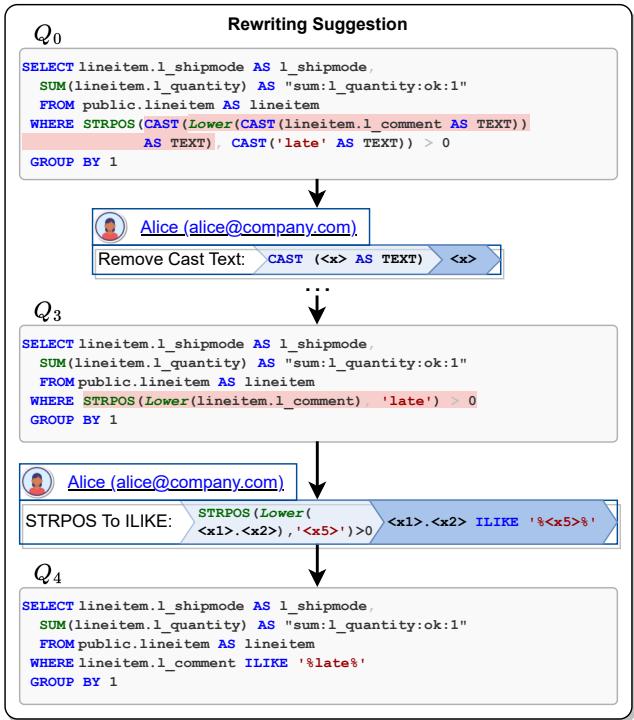 Rewriting Suggestion
Q0
SELECT lineitem.l_shipmode AS l_shipmode,
SUM(lineitem.l_quantity) AS "sum:l_quantity:ok:1"
FROM public.lineitem AS lineitem
WHERE STRPOS(CAST(Lower(CAST(lineitem.l_comment AS TEXT))
AS TEXT), CAST('late' AS TEXT)) > 0
GROUP BY 1
Alice (alice@company.com)
Remove Cast Text: CAST (<x> AS TEXT) <x>
...
Q3
SELECT lineitem.l_shipmode AS l_shipmode,
SUM(lineitem.l_quantity) AS "sum:l_quantity:ok:1"
FROM public.lineitem AS lineitem
WHERE STRPOS(Lower(lineitem.l_comment), 'late') > 0
GROUP BY 1
Alice (alice@company.com)
STRPOS To ILIKE: STRPOS(Lower(
<x1>.<x2>),'<x5>')>0 <x1>.<x2> ILIKE '%<x5>%'
Q4
SELECT lineitem.l_shipmode AS l_shipmode,
SUM(lineitem.l_quantity) AS "sum:l_quantity:ok:1"
FROM public.lineitem AS lineitem
WHERE lineitem.l_comment ILIKE '%late%'
GROUP BY 1